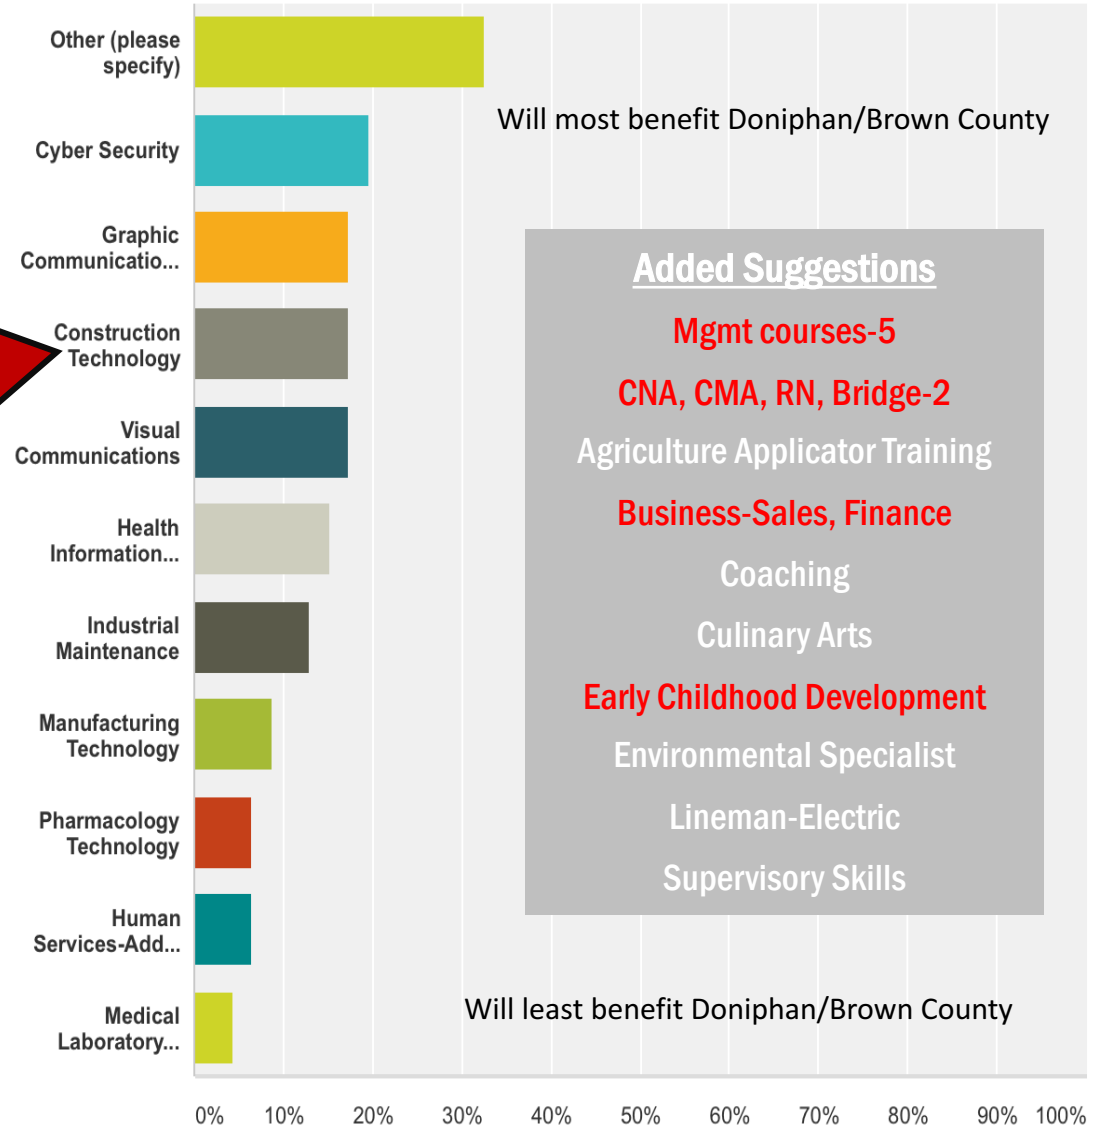 Other (please
specify)
Will most benefit Doniphan/Brown County
Cyber Security
Graphic
Communicatio...
Construction
Technology
Visual
Communications
Health
Information...
Industrial
Maintenance
Manufacturing
Technology
Pharmacology
Technology
Human
Services-Add...
Medical
Laboratory...
Added Suggestions
Mgmt courses-5
CNA, CMA, RN, Bridge-2
Agriculture Applicator Training
Business-Sales, Finance
Coaching
Culinary Arts
Early Childhood Development
Environmental Specialist
Lineman-Electric
Supervisory Skills
Will least benefit Doniphan/Brown County
0% 10% 20% 30% 40% 50% 60% 70% 80% 90% 100%